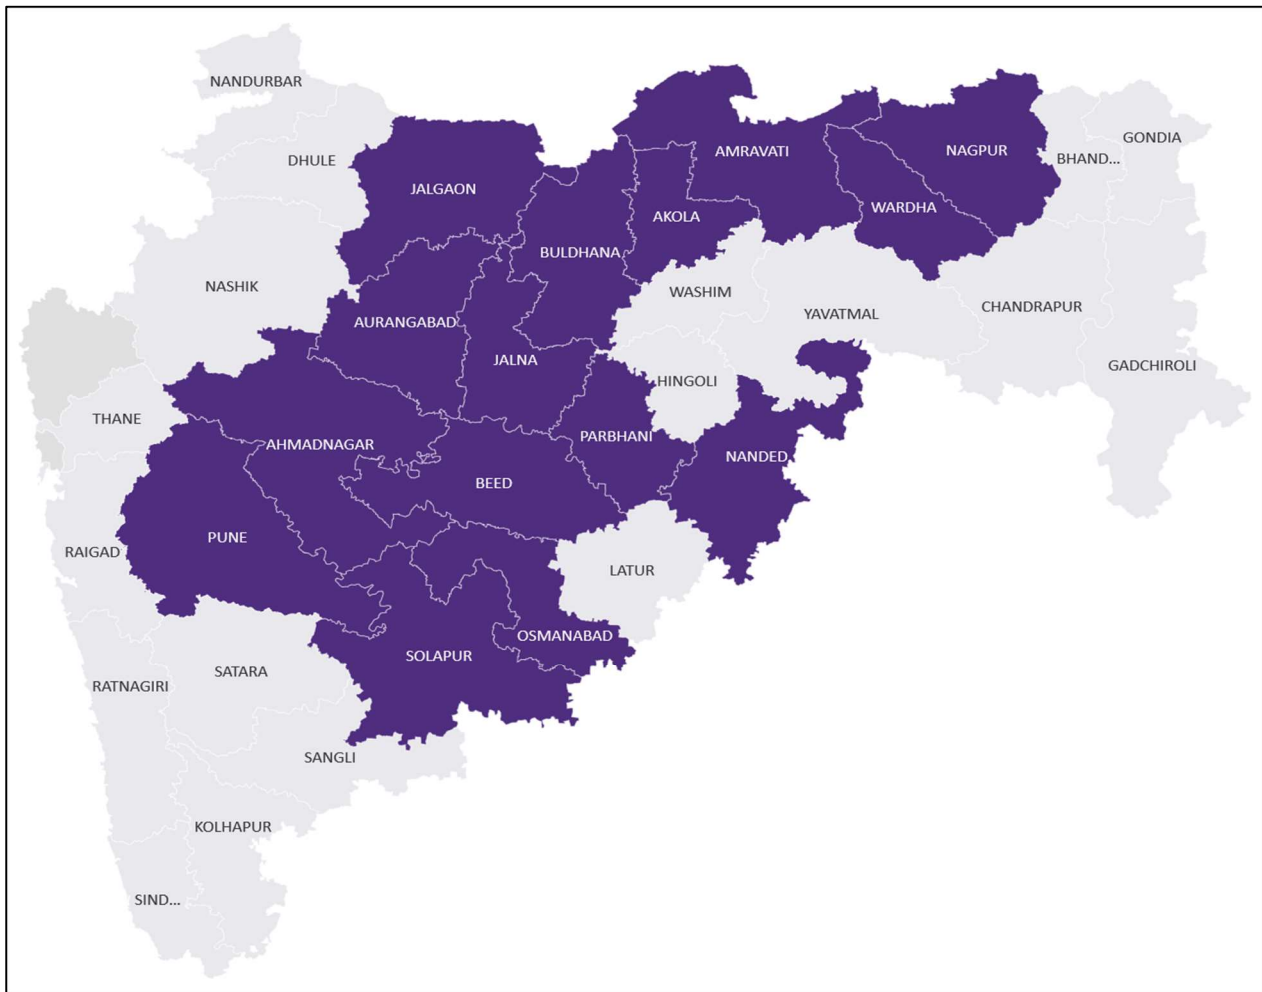 NANDURBAR
GONDIA
DHULE
AMRAVATI
NAGPUR
BHAND...
JALGAON
AKOLA
WARDHA
BULDHANA
NASHIK
WASHIM
CHANDRAPUR
YAVATMAL
AURANGABAD
JALNA
GADCHIROLI
HINGOLI
THANE
AHMADNAGAR
PARBHANI
NANDED
BEED
PUNE
RAIGAD
LATUR
OSMANABAD
SOLAPUR
SATARA
RATNAGIRI
SANGLI
KOLHAPUR
SIND...